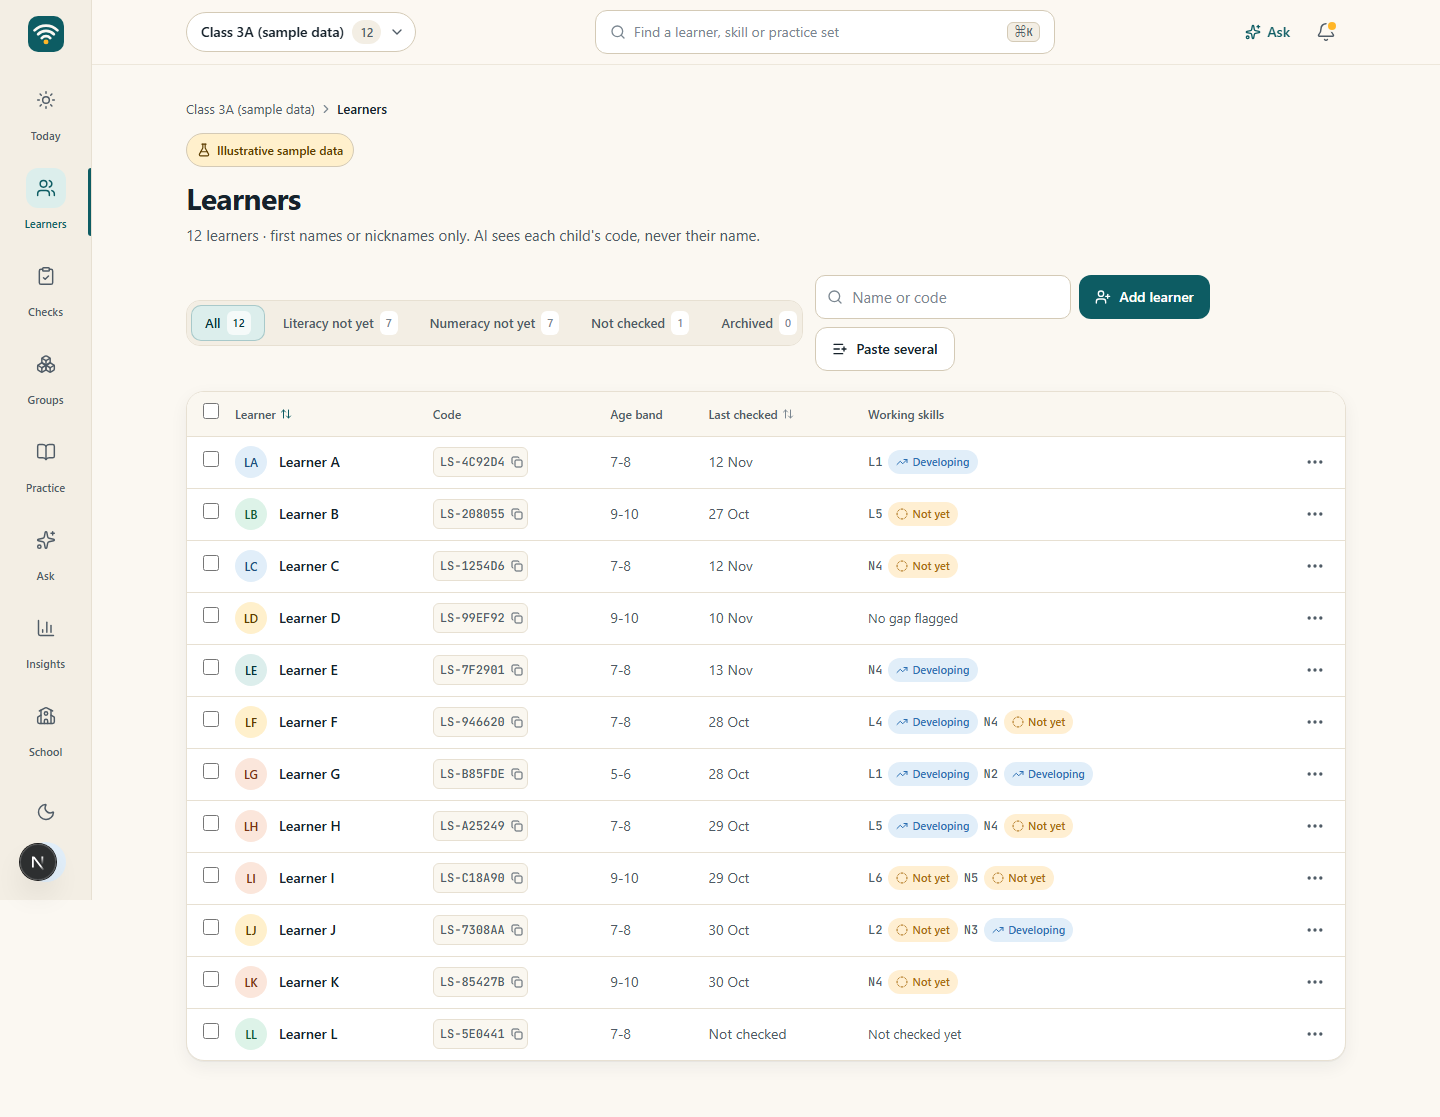 Class 3A (sample data) 12
Find a learner, skill or practice set
⌘K
Ask
Today
Learners
Checks
Groups
Practice
Ask
Insights
School
N
Class 3A (sample data) > Learners
Illustrative sample data
Learners
12 learners · first names or nicknames only. AI sees each child's code, never their name.
All 12 Literacy not yet 7 Numeracy not yet 7 Not checked 1 Archived 0
Name or code
Add learner
Paste several
Learner Code Age band Last checked Working skills
LA Learner A LS-4C92D4 7-8 12 Nov L1 Developing
LB Learner B LS-208055 9-10 27 Oct L5 Not yet
LC Learner C LS-1254D6 7-8 12 Nov N4 Not yet
LD Learner D LS-99EF92 9-10 10 Nov No gap flagged
LE Learner E LS-7F2901 7-8 13 Nov N4 Developing
LF Learner F LS-946620 7-8 28 Oct L4 Developing N4 Not yet
LG Learner G LS-B85FDE 5-6 28 Oct L1 Developing N2 Developing
LH Learner H LS-A25249 7-8 29 Oct L5 Developing N4 Not yet
LI Learner I LS-C18A90 9-10 29 Oct L6 Not yet N5 Not yet
LJ Learner J LS-7308AA 7-8 30 Oct L2 Not yet N3 Developing
LK Learner K LS-85427B 9-10 30 Oct N4 Not yet
LL Learner L LS-5E0441 7-8 Not checked Not checked yet